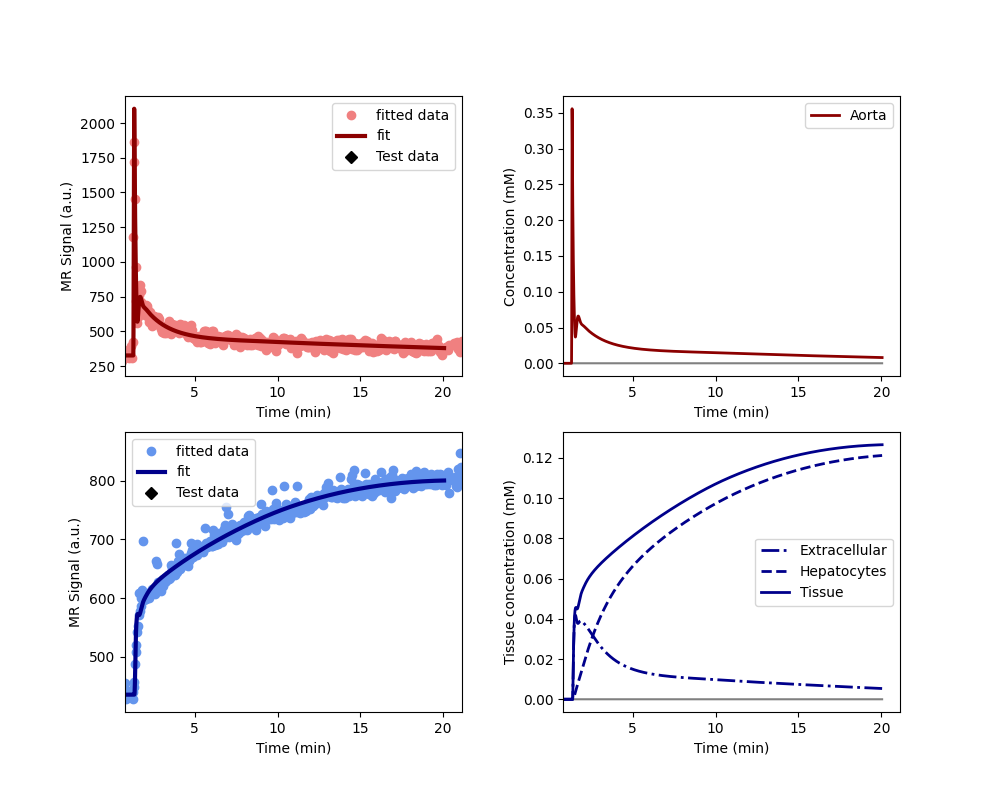 2000
1750
1500
1250
1000
750
500
250
MR Signal (a.u.)
fitted data
fit
Test data
5
10
15
20
Time (min)
0.35
0.30
0.25
0.20
0.15
0.10
0.05
0.00
Concentration (mM)
Aorta
5
10
15
20
Time (min)
800
700
600
500
MR Signal (a.u.)
fitted data
fit
Test data
5
10
15
20
Time (min)
0.12
0.10
0.08
0.06
0.04
0.02
0.00
Tissue concentration (mM)
Extracellular
Hepatocytes
Tissue
5
10
15
20
Time (min)